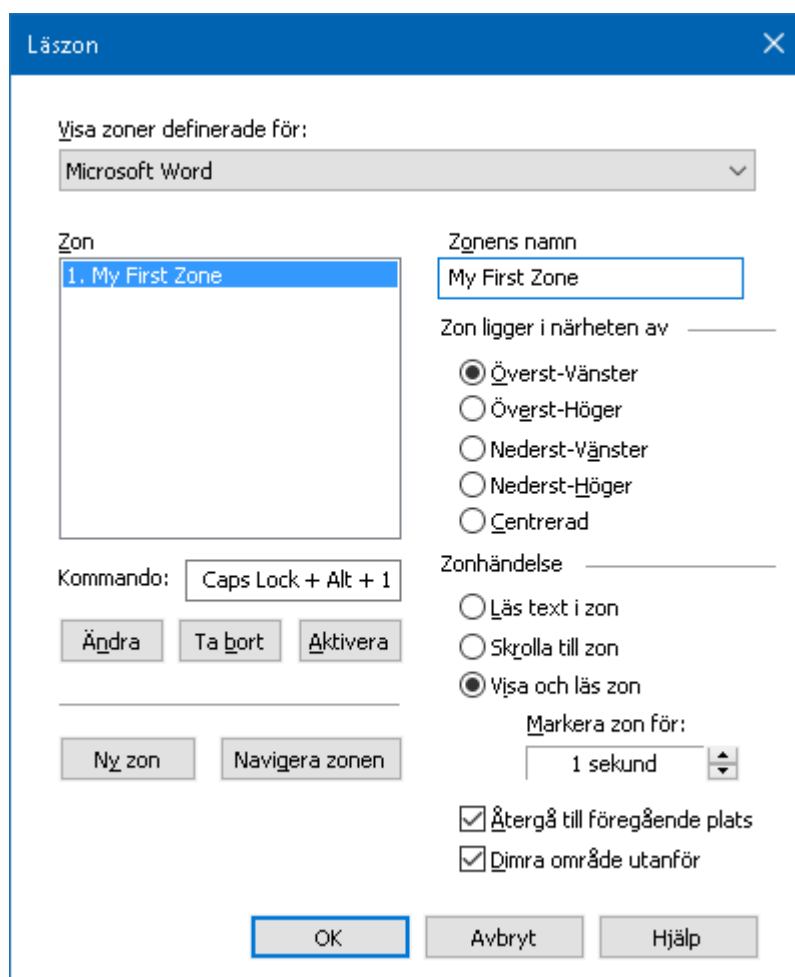 Läszon
Visa zoner definerade för:
Microsoft Word
Zon
1. My First Zone
Kommando: Caps Lock + Alt + 1
Ändra Ta bort Aktivera
Ny zon Navigera zonen
Zonens namn
My First Zone
Zon ligger i närheten av
Överst-Vänster
Överst-Höger
Nederst-Vänster
Nederst-Höger
Centrerad
Zonhändelse
Läs text i zon
Skrolla till zon
Visa och läs zon
Markera zon för:
1 sekund
Återgå till föregående plats
Dimra område utanför
OK Avbryt Hjälp